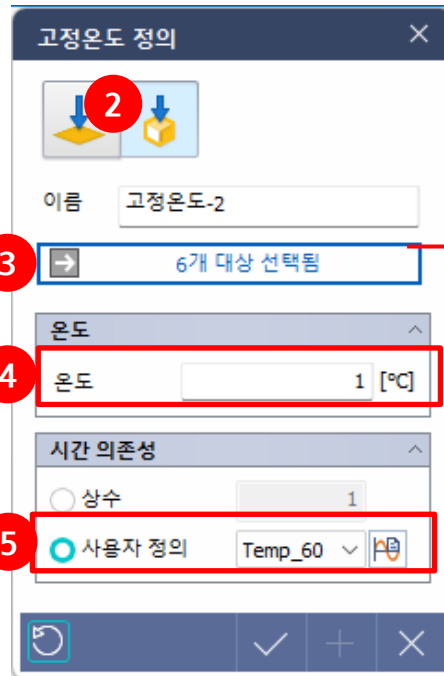 고정온도 정의
2
이름 고정온도-2
3 6개 대상 선택됨
온도
4 온도 1 [°C]
시간 의존성
상수 1
5 사용자 정의 Temp_60